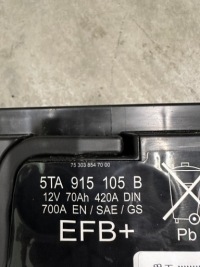 75 303 854 70 00
5TA 915 105 B
12V 70Ah 420A DIN
700A EN / SAE / GS
EFB+
Pb